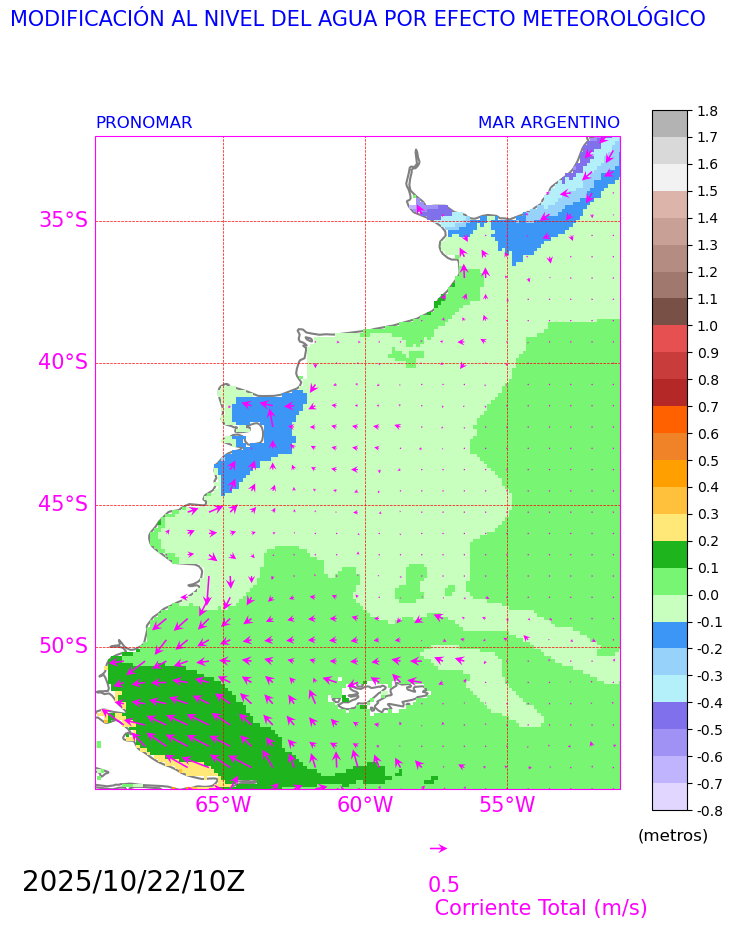 MODIFICACIÓN AL NIVEL DEL AGUA POR EFECTO METEOROLÓGICO
PRONOMAR MAR ARGENTINO
1.8
1.7
1.6
1.5
1.4
1.3
1.2
1.1
1.0
0.9
0.8
0.7
0.6
0.5
0.4
0.3
0.2
0.1
0.0
-0.1
-0.2
-0.3
-0.4
-0.5
-0.6
-0.7
-0.8
(metros)
35°S
40°S
45°S
50°S
65°W 60°W 55°W
0.5
Corriente Total (m/s)
2025/10/22/10Z